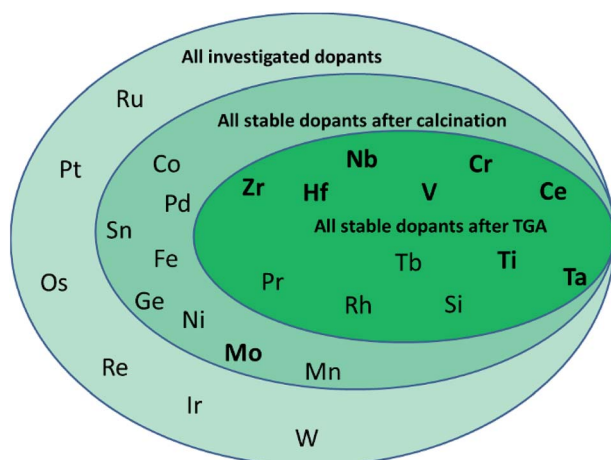 All investigated dopants
Ru
All stable dopants after calcination
Pt
Co
Nb
Cr
Zr
Hf
V
Ce
Pd
Sn
All stable dopants after TGA
Fe
Tb
Ti
Os
Pr
Ta
Ge
Rh
Si
Ni
Mo
Re
Mn
Ir
W